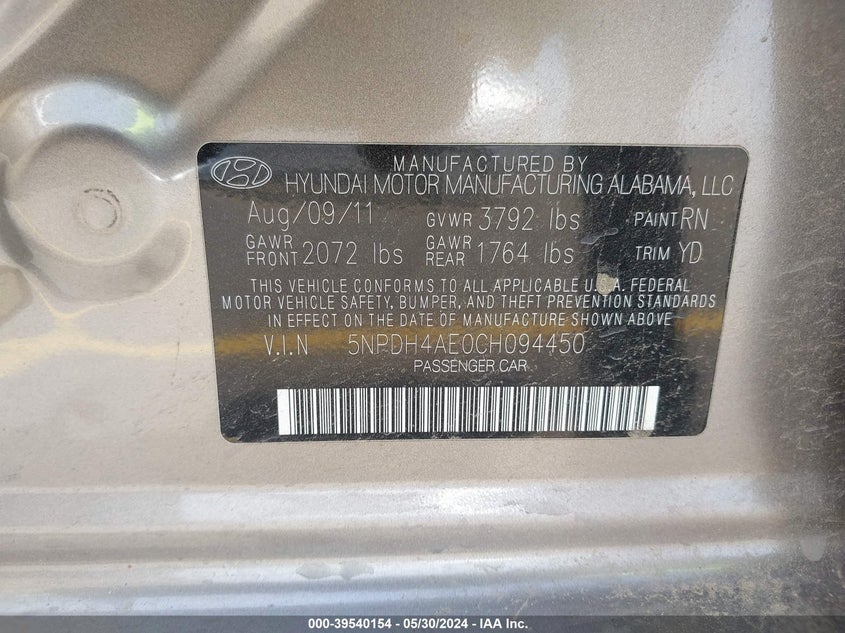 MANUFACTURED BY
HYUNDAI MOTOR MANUFACTURING ALABAMA, LLC
Aug/09/11 GVWR 3792 lbs PAINT RN
GAWR FRONT 2072 lbs GAWR REAR 1764 lbs TRIM YD
THIS VEHICLE CONFORMS TO ALL APPLICABLE U.S.A. FEDERAL
MOTOR VEHICLE SAFETY, BUMPER, AND THEFT PREVENTION STANDARDS
IN EFFECT ON THE DATE OF MANUFACTURE SHOWN ABOVE.
V.I.N 5NPDH4AE0CH094450
PASSENGER CAR
000-39540154 - 05/30/2024 - IAA Inc.